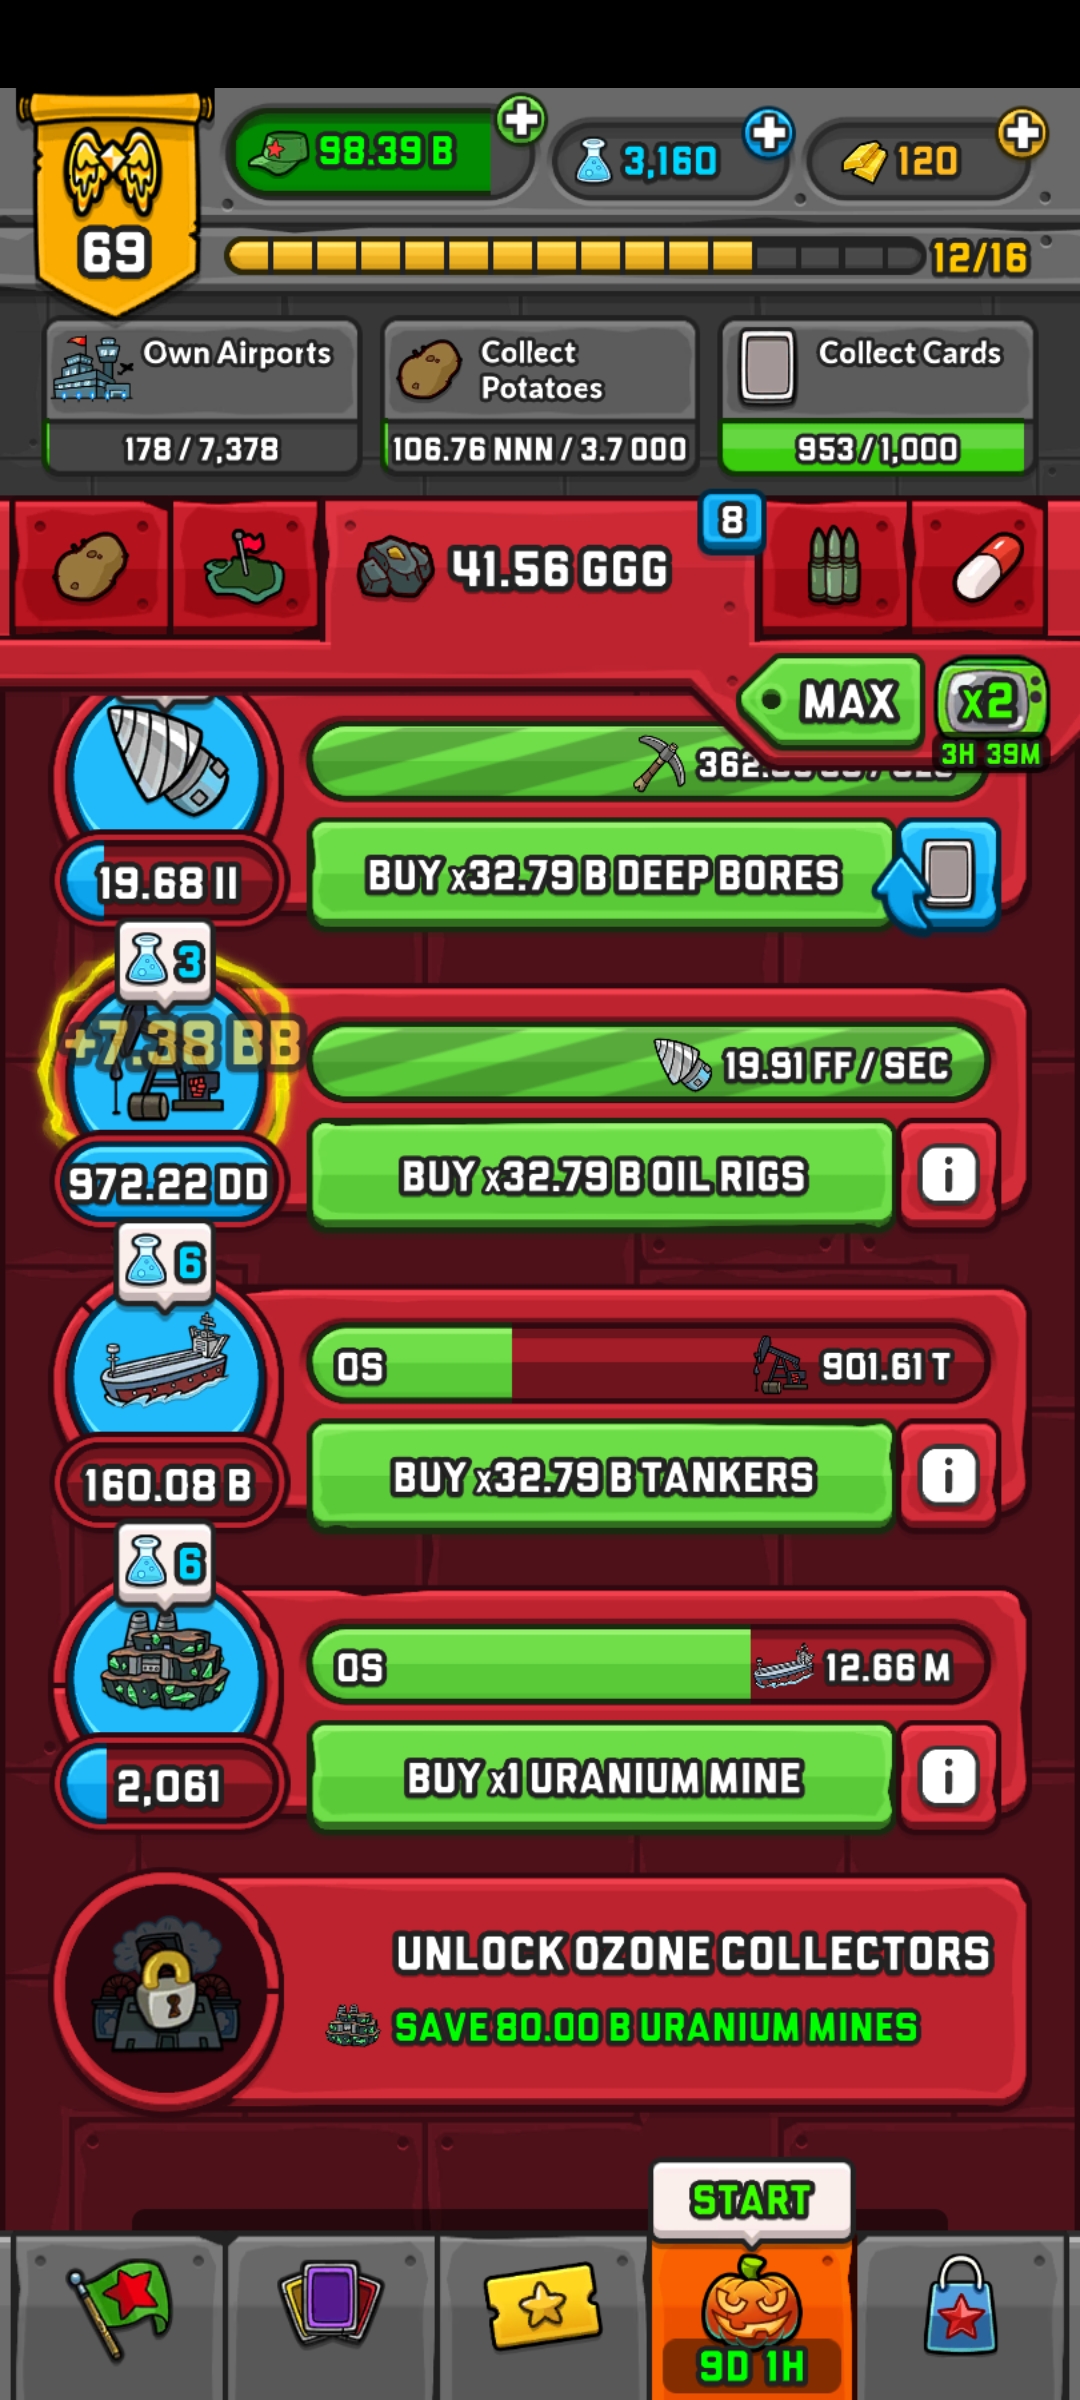 98.39 B
3,160
120
69
12/16
Own Airports
178 / 7,378
Collect
Potatoes
106.76 NNN / 3.7 OOO
Collect Cards
953 / 1,000
41.56 GGG
8
MAX
x2
3H 39M
19.68 II
BUY x32.79 B DEEP BORES
3
+7.38 BB
19.91 FF / SEC
972.22 DD
BUY x32.79 B OIL RIGS
6
0S
901.61 T
160.08 B
BUY x32.79 B TANKERS
6
0S
12.66 M
2,061
BUY x1 URANIUM MINE
UNLOCK OZONE COLLECTORS
SAVE 80.00 B URANIUM MINES
START
9D 1H